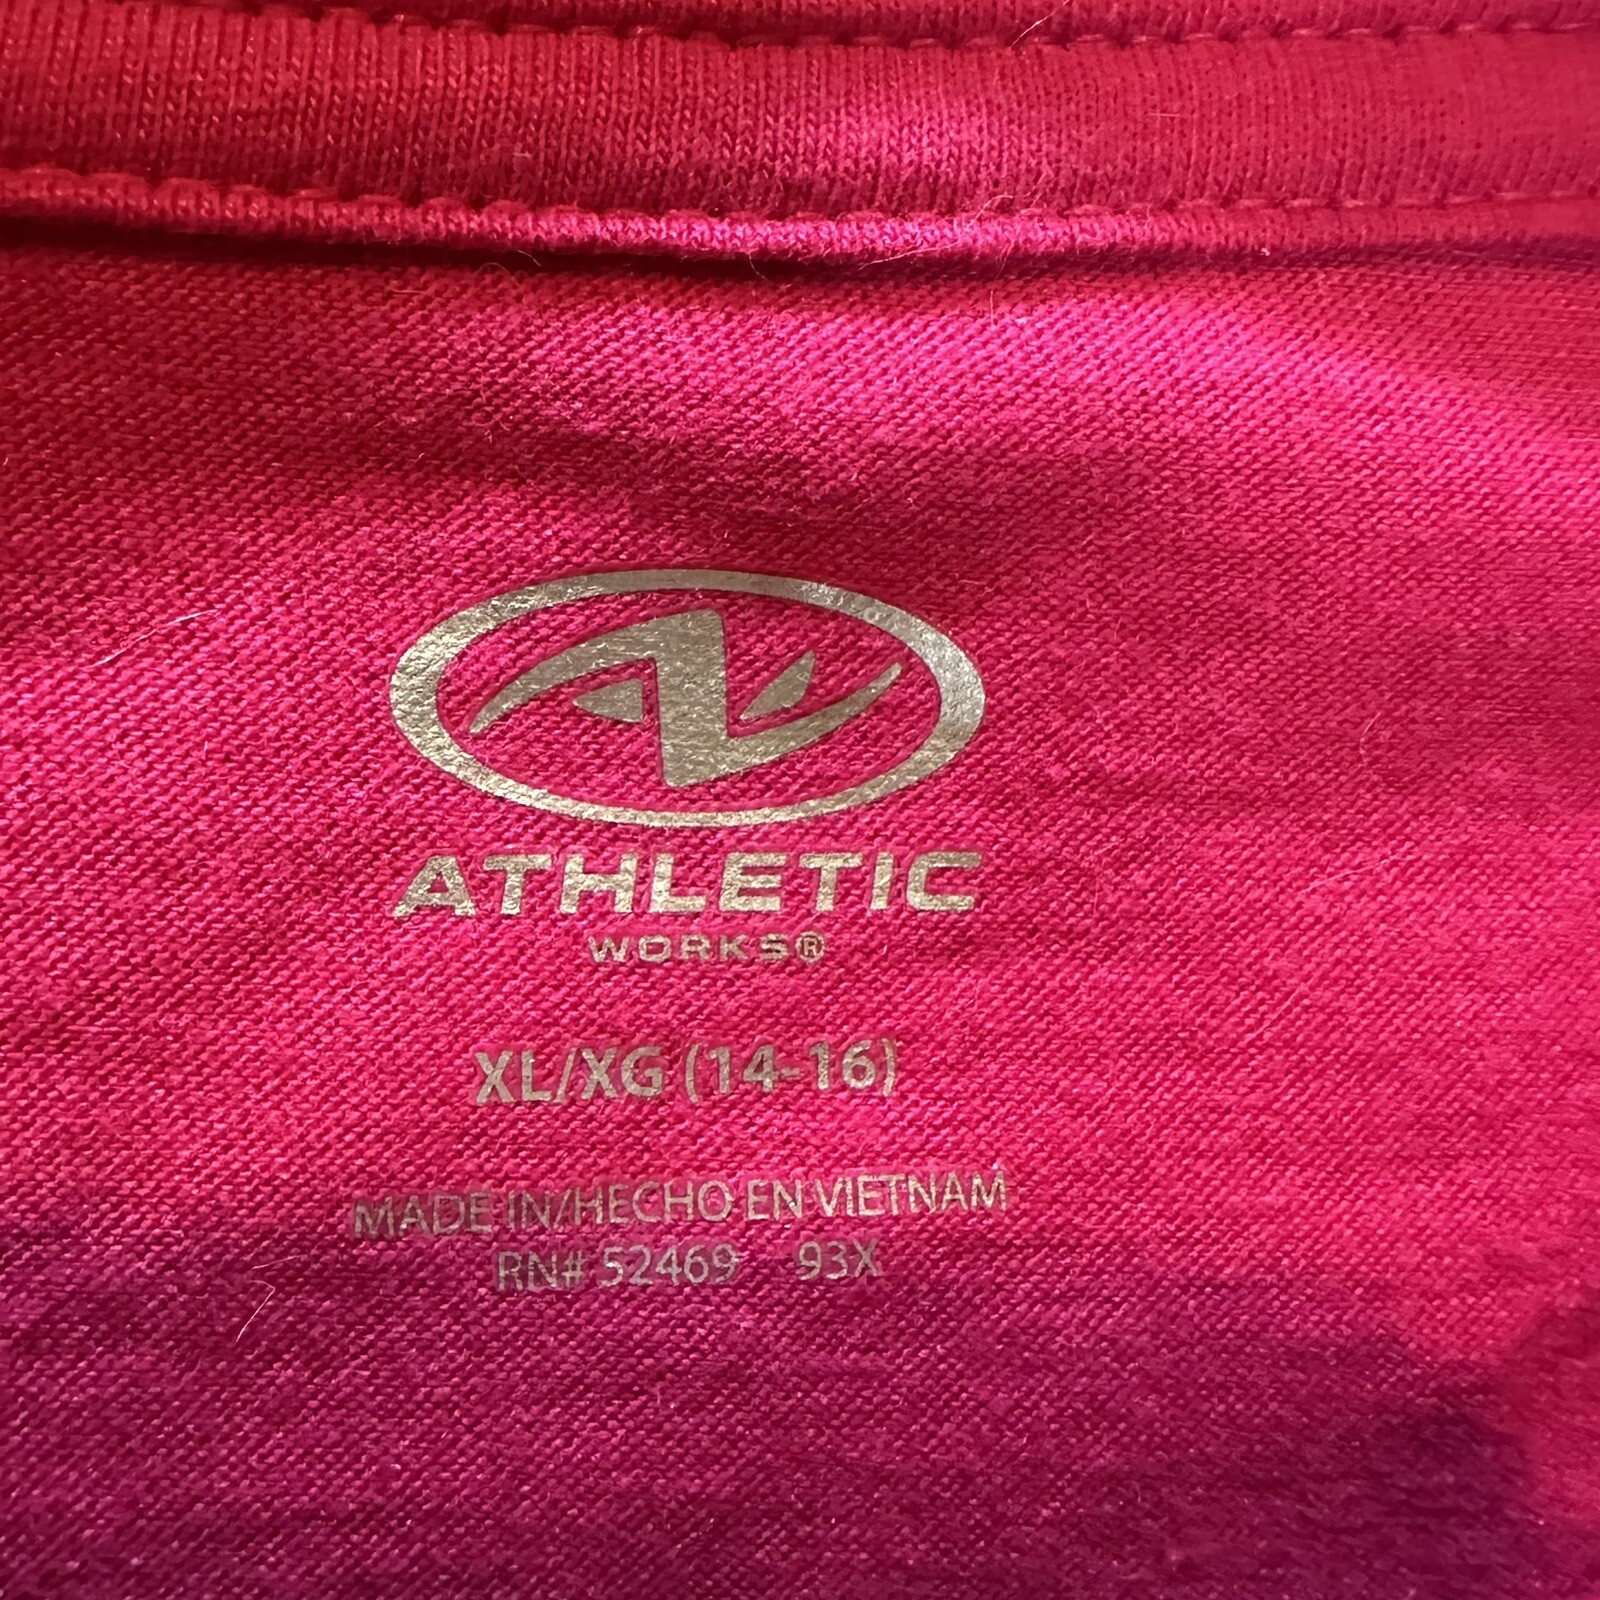 ATHLETIC
WORKS®
XL/XG (14-16)
MADE IN/HECHO EN VIETNAM
RN# 52469 93X